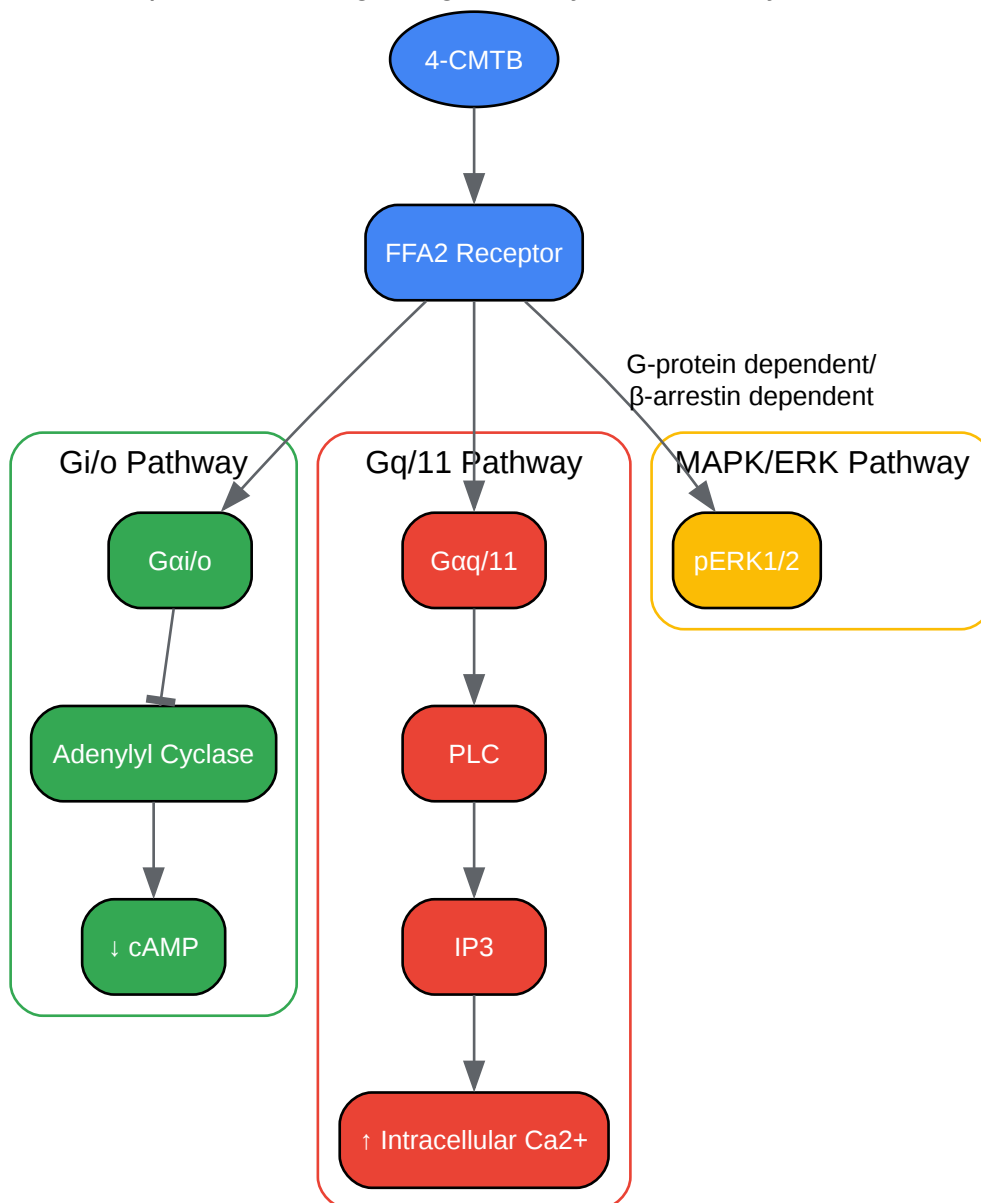 4-CMTB
FFA2 Receptor
G-protein dependent/
β-arrestin dependent
Gi/o Pathway
Gq/11 Pathway
MAPK/ERK Pathway
Gαi/o
Gαq/11
pERK1/2
Adenylyl Cyclase
PLC
↓ cAMP
IP3
↑ Intracellular Ca2+